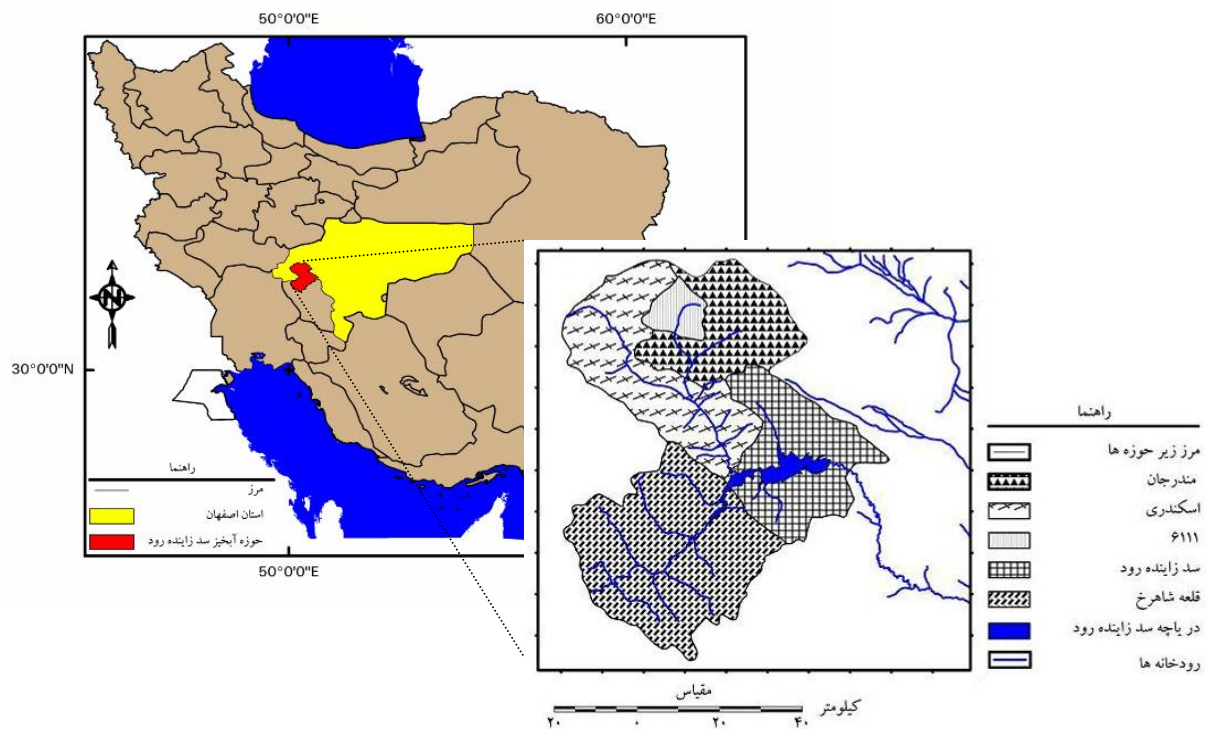 50°0'0"E
60°0'0"E
30°0'0"N
N
راهنما
مرز
استان اصفهان
حوزه آبخیز سد زاینده رود
50°0'0"E
راهنما
مرز زیر حوزه ها
مندرجان
اسکندری
۶۱۱۱
سد زاینده رود
قلعه شاهرخ
دریاچه سد زاینده رود
رودخانه ها
مقیاس
۲۰ ۰ ۲۰ ۴۰ کیلومتر